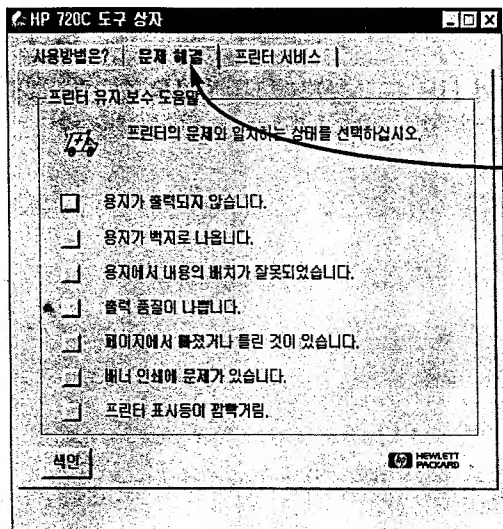 HP 720C 도구 상자
사용방법은? 문제 해결 프린터 서비스
프린터 유지 보수 도움말
프린터의 문제와 일치하는 상태를 선택하십시오.
용지가 출력되지 않습니다.
용지가 백지로 나옵니다.
용지에서 내용의 배치가 잘못되었습니다.
출력 품질이 나쁩니다.
페이지에서 빠졌거나 틀린 것이 있습니다.
배너 인쇄에 문제가 있습니다.
프린터 표시등이 깜빡거림.
색인
hp HEWLETT
PACKARD